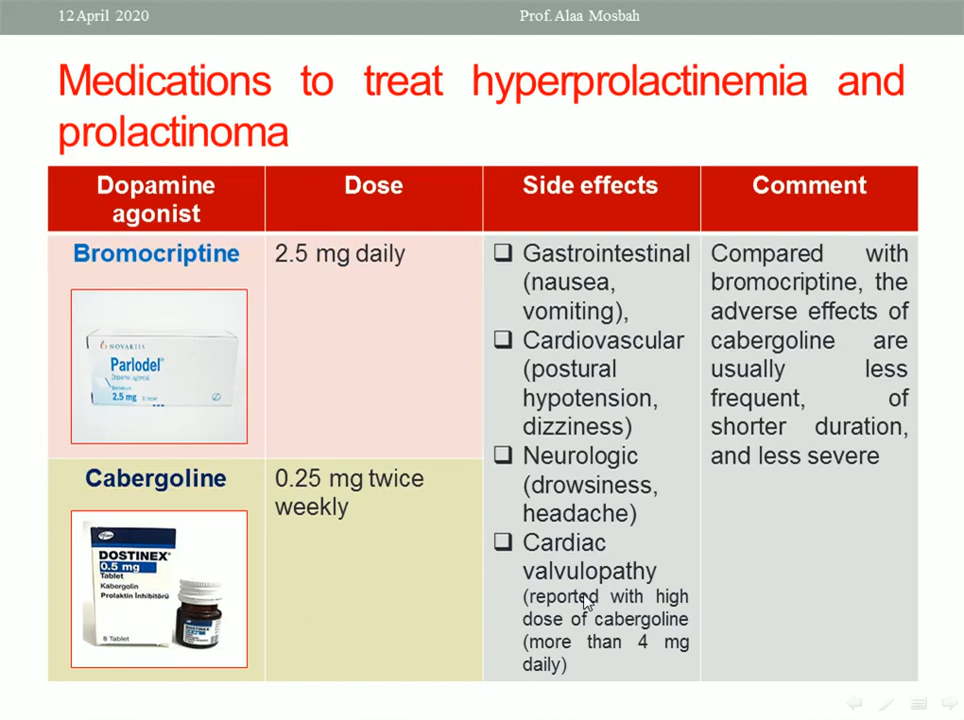 12 April 2020
Prof. Alaa Mosbah
Medications to treat hyperprolactinemia and
prolactinoma
Dopamine
agonist
Dose
Side effects
Comment
Bromocriptine
NOVARTIS
Parlodel®
2.5 mg
2.5 mg daily
Cabergoline
Pfizer
DOSTINEX®
0.5 mg
Tablet
Kabergolin
Prolaktin İnhibitörü
8 Tablet
0.25 mg twice
weekly
Gastrointestinal
(nausea,
vomiting),
Cardiovascular
(postural
hypotension,
dizziness)
Neurologic
(drowsiness,
headache)
Cardiac
valvulopathy
(reported with high
dose of cabergoline
(more than 4 mg
daily)
Compared with
bromocriptine, the
adverse effects of
cabergoline are
usually less
frequent, of
shorter duration,
and less severe